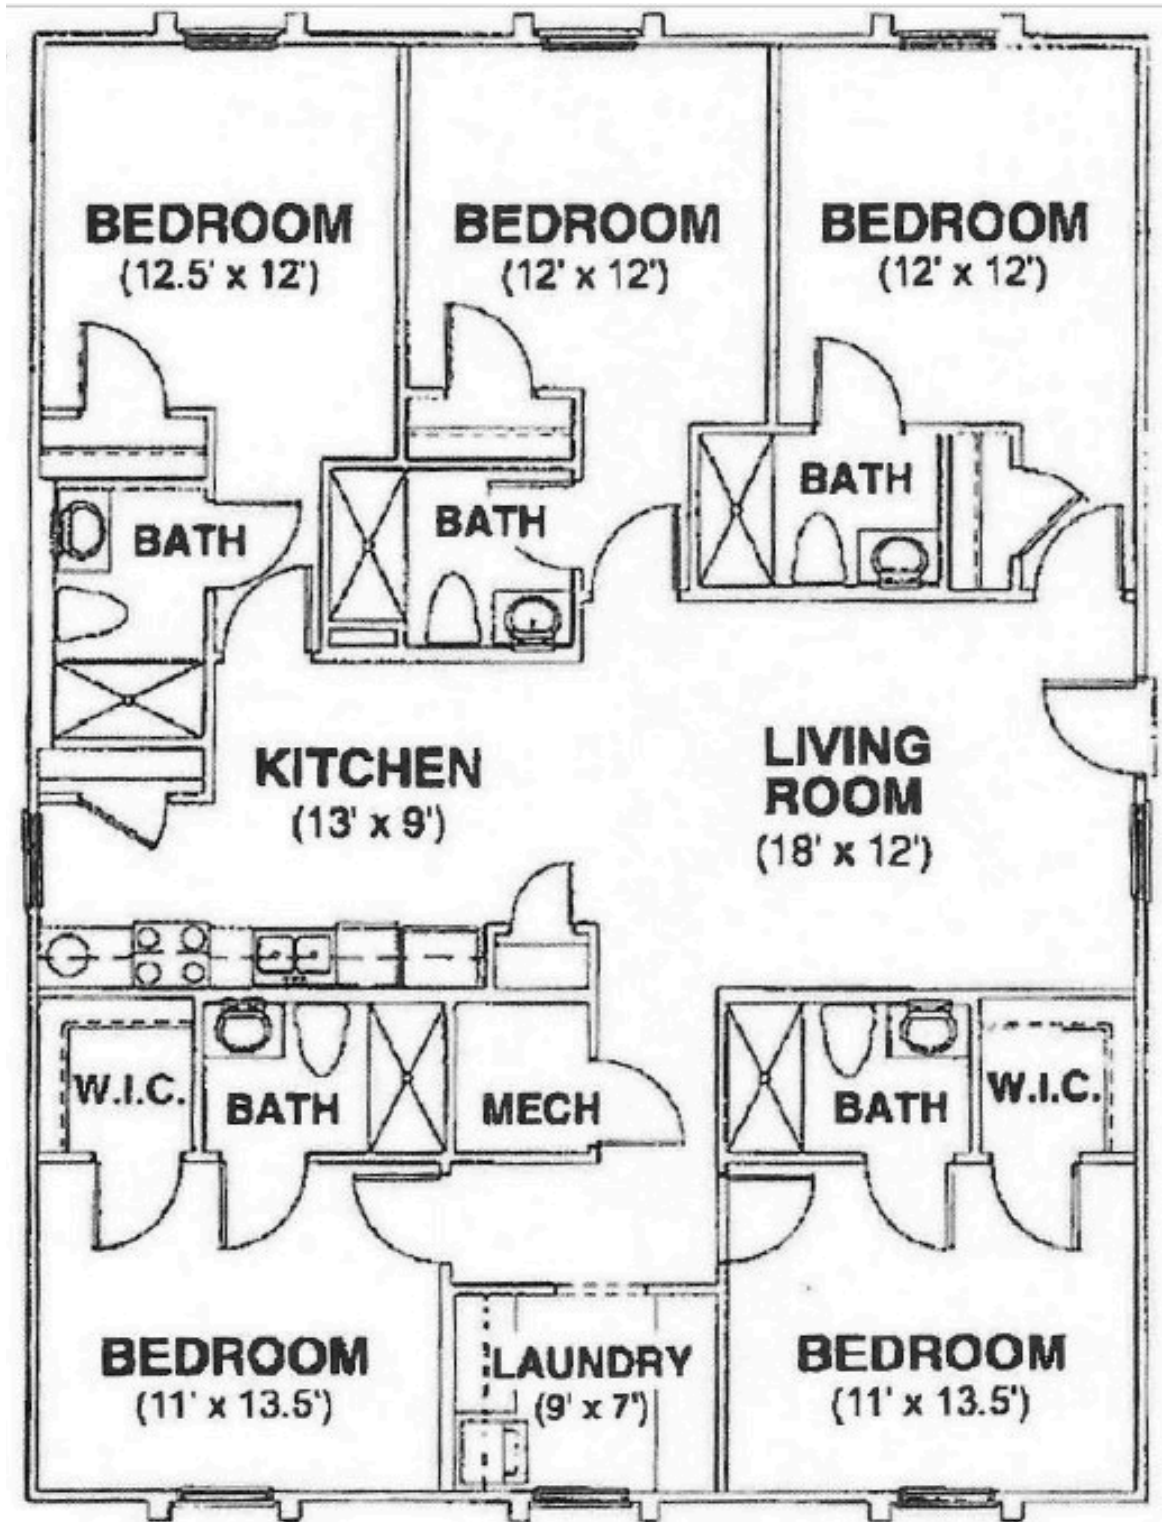 BEDROOM
(12.5' x 12')
BEDROOM
(12' x 12')
BEDROOM
(12' x 12')
BATH
BATH
BATH
KITCHEN
(13' x 9')
LIVING
ROOM
(18' x 12')
W.I.C.
BATH
MECH
BATH
W.I.C.
BEDROOM
(11' x 13.5')
LAUNDRY
(9' x 7')
BEDROOM
(11' x 13.5')